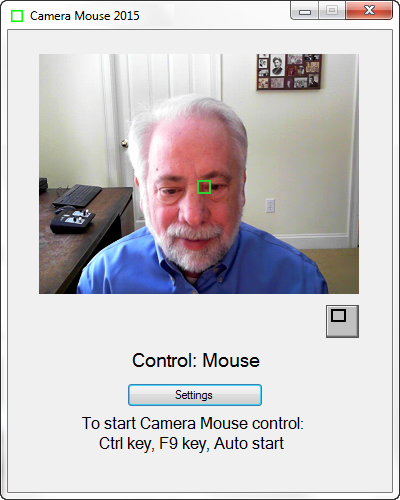 Camera Mouse 2015
Control: Mouse
Settings
To start Camera Mouse control:
Ctrl key, F9 key, Auto start